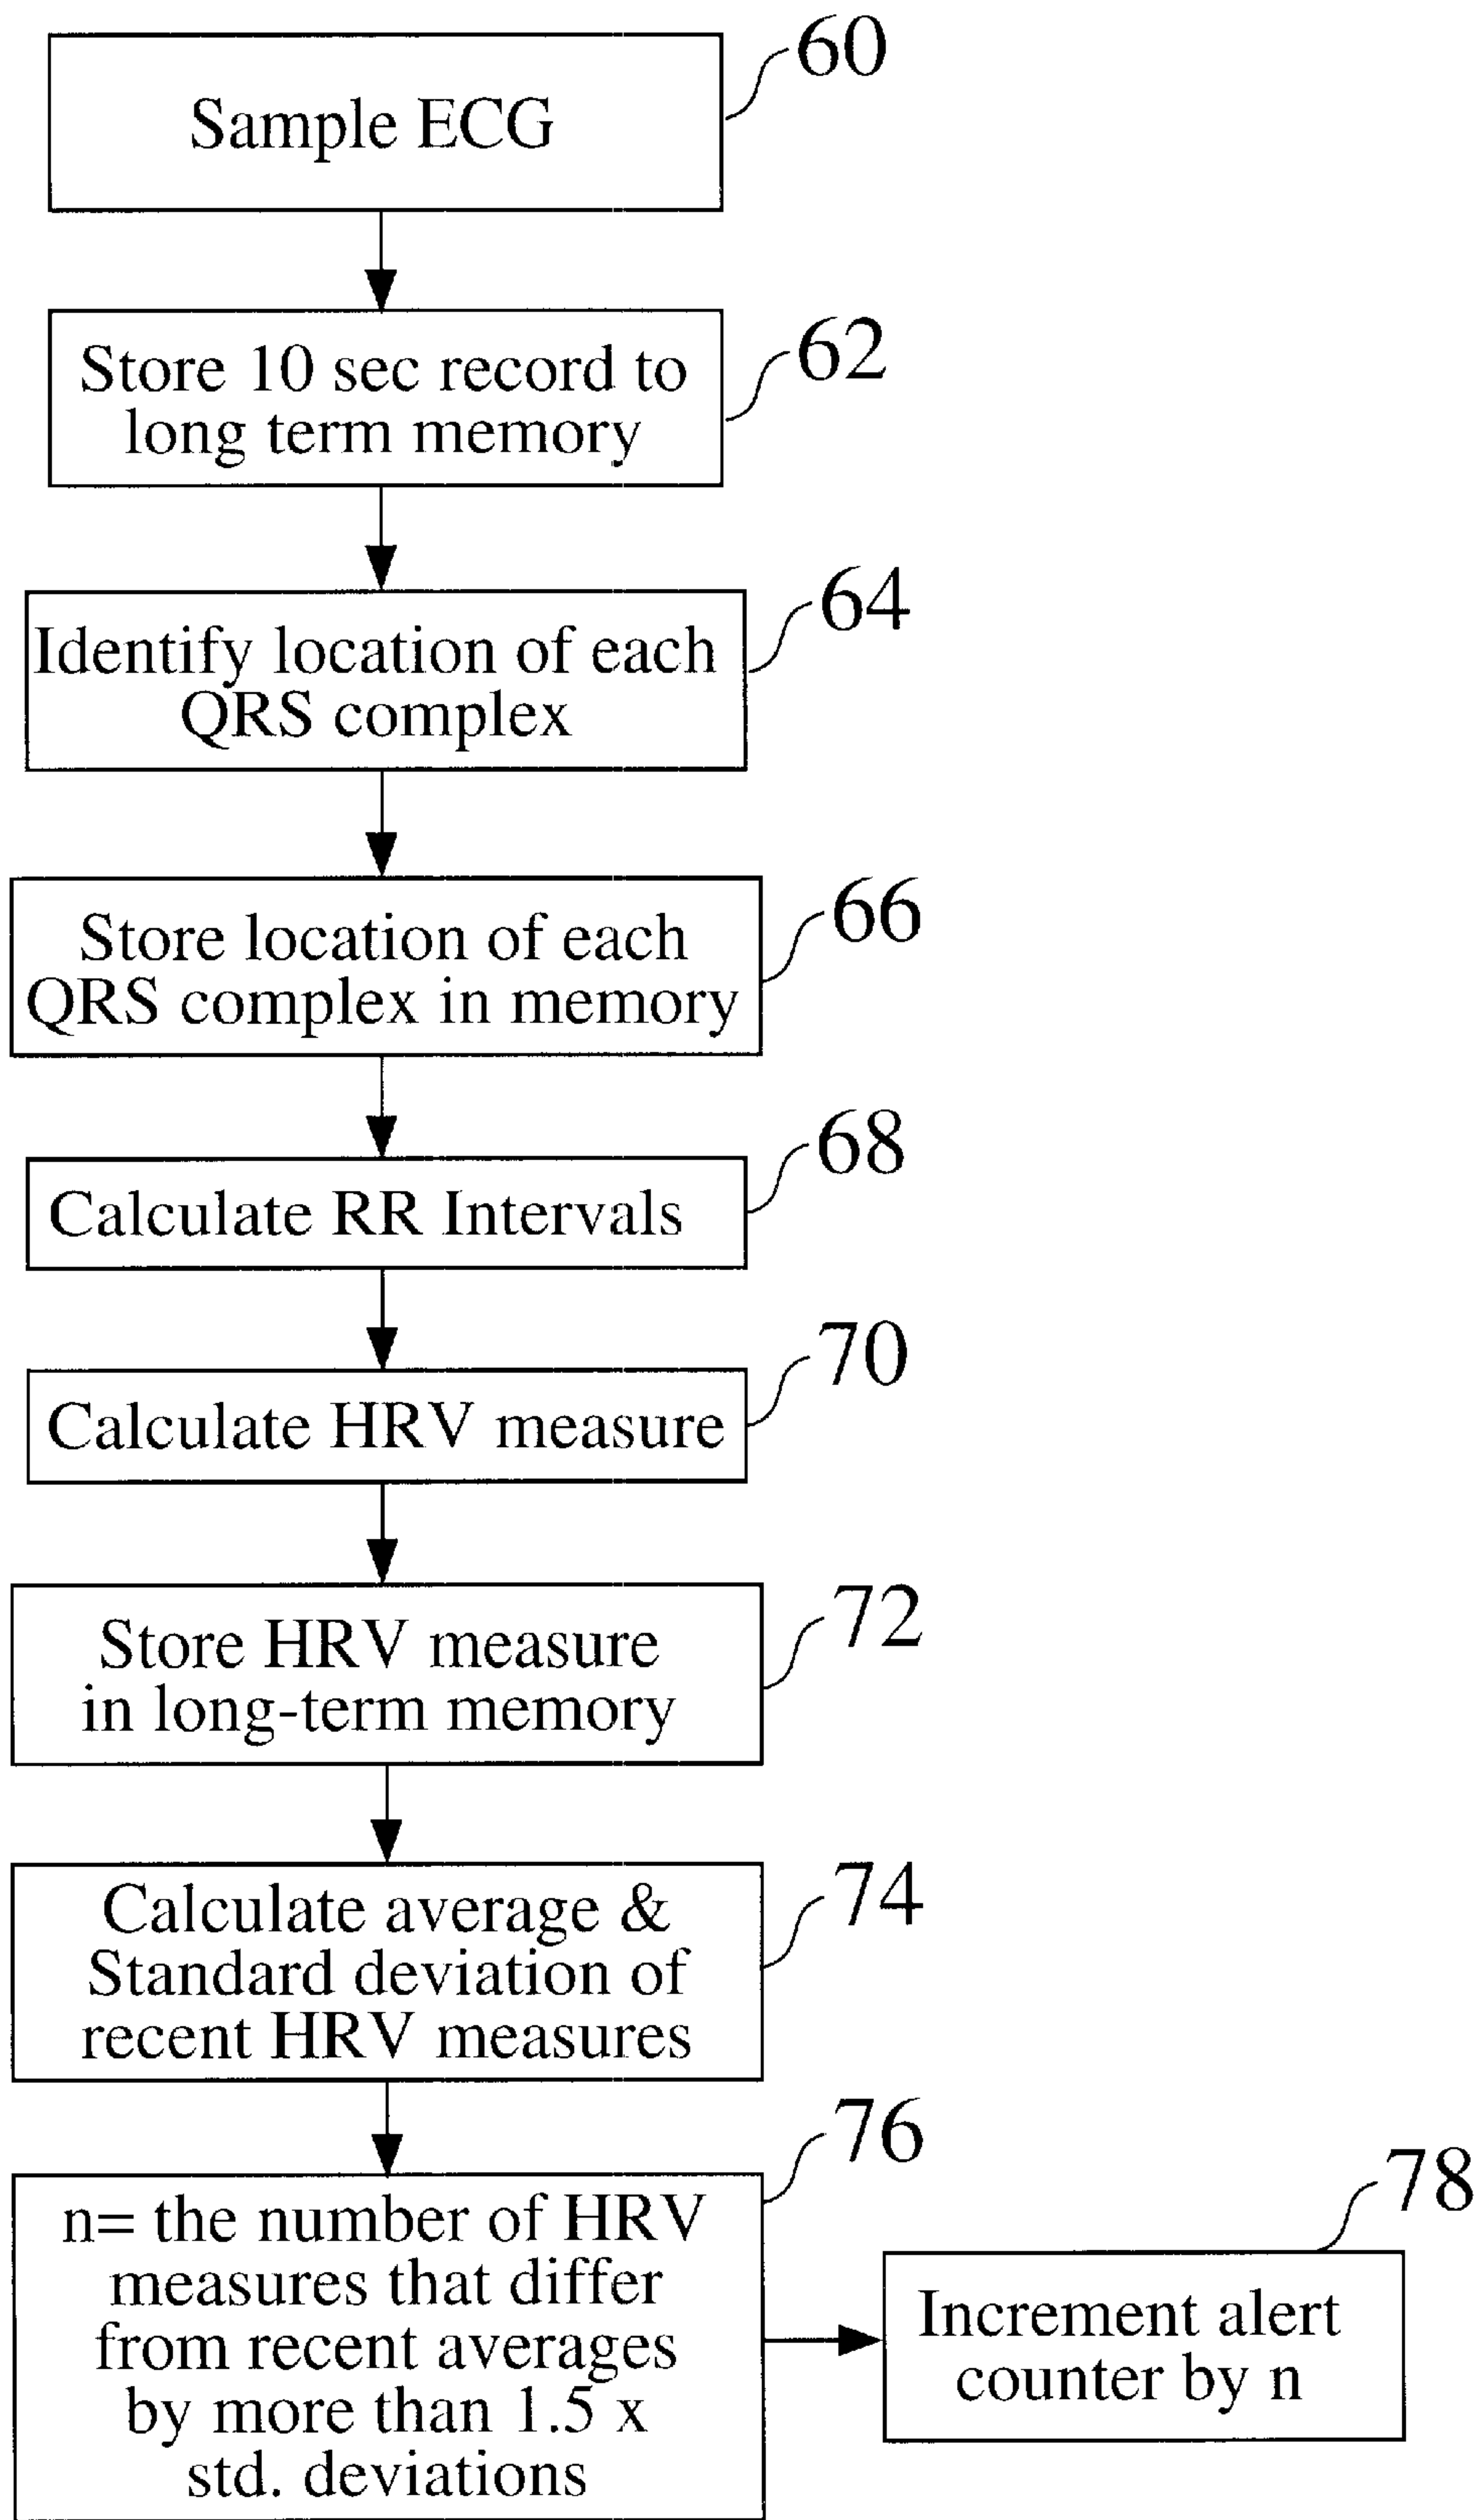 60
Sample ECG
62
Store 10 sec record to
long term memory
64
Identify location of each
QRS complex
66
Store location of each
QRS complex in memory
68
Calculate RR Intervals
70
Calculate HRV measure
72
Store HRV measure
in long-term memory
74
Calculate average &
Standard deviation of
recent HRV measures
76
n= the number of HRV
measures that differ
from recent averages
by more than 1.5 x
std. deviations
78
Increment alert
counter by n